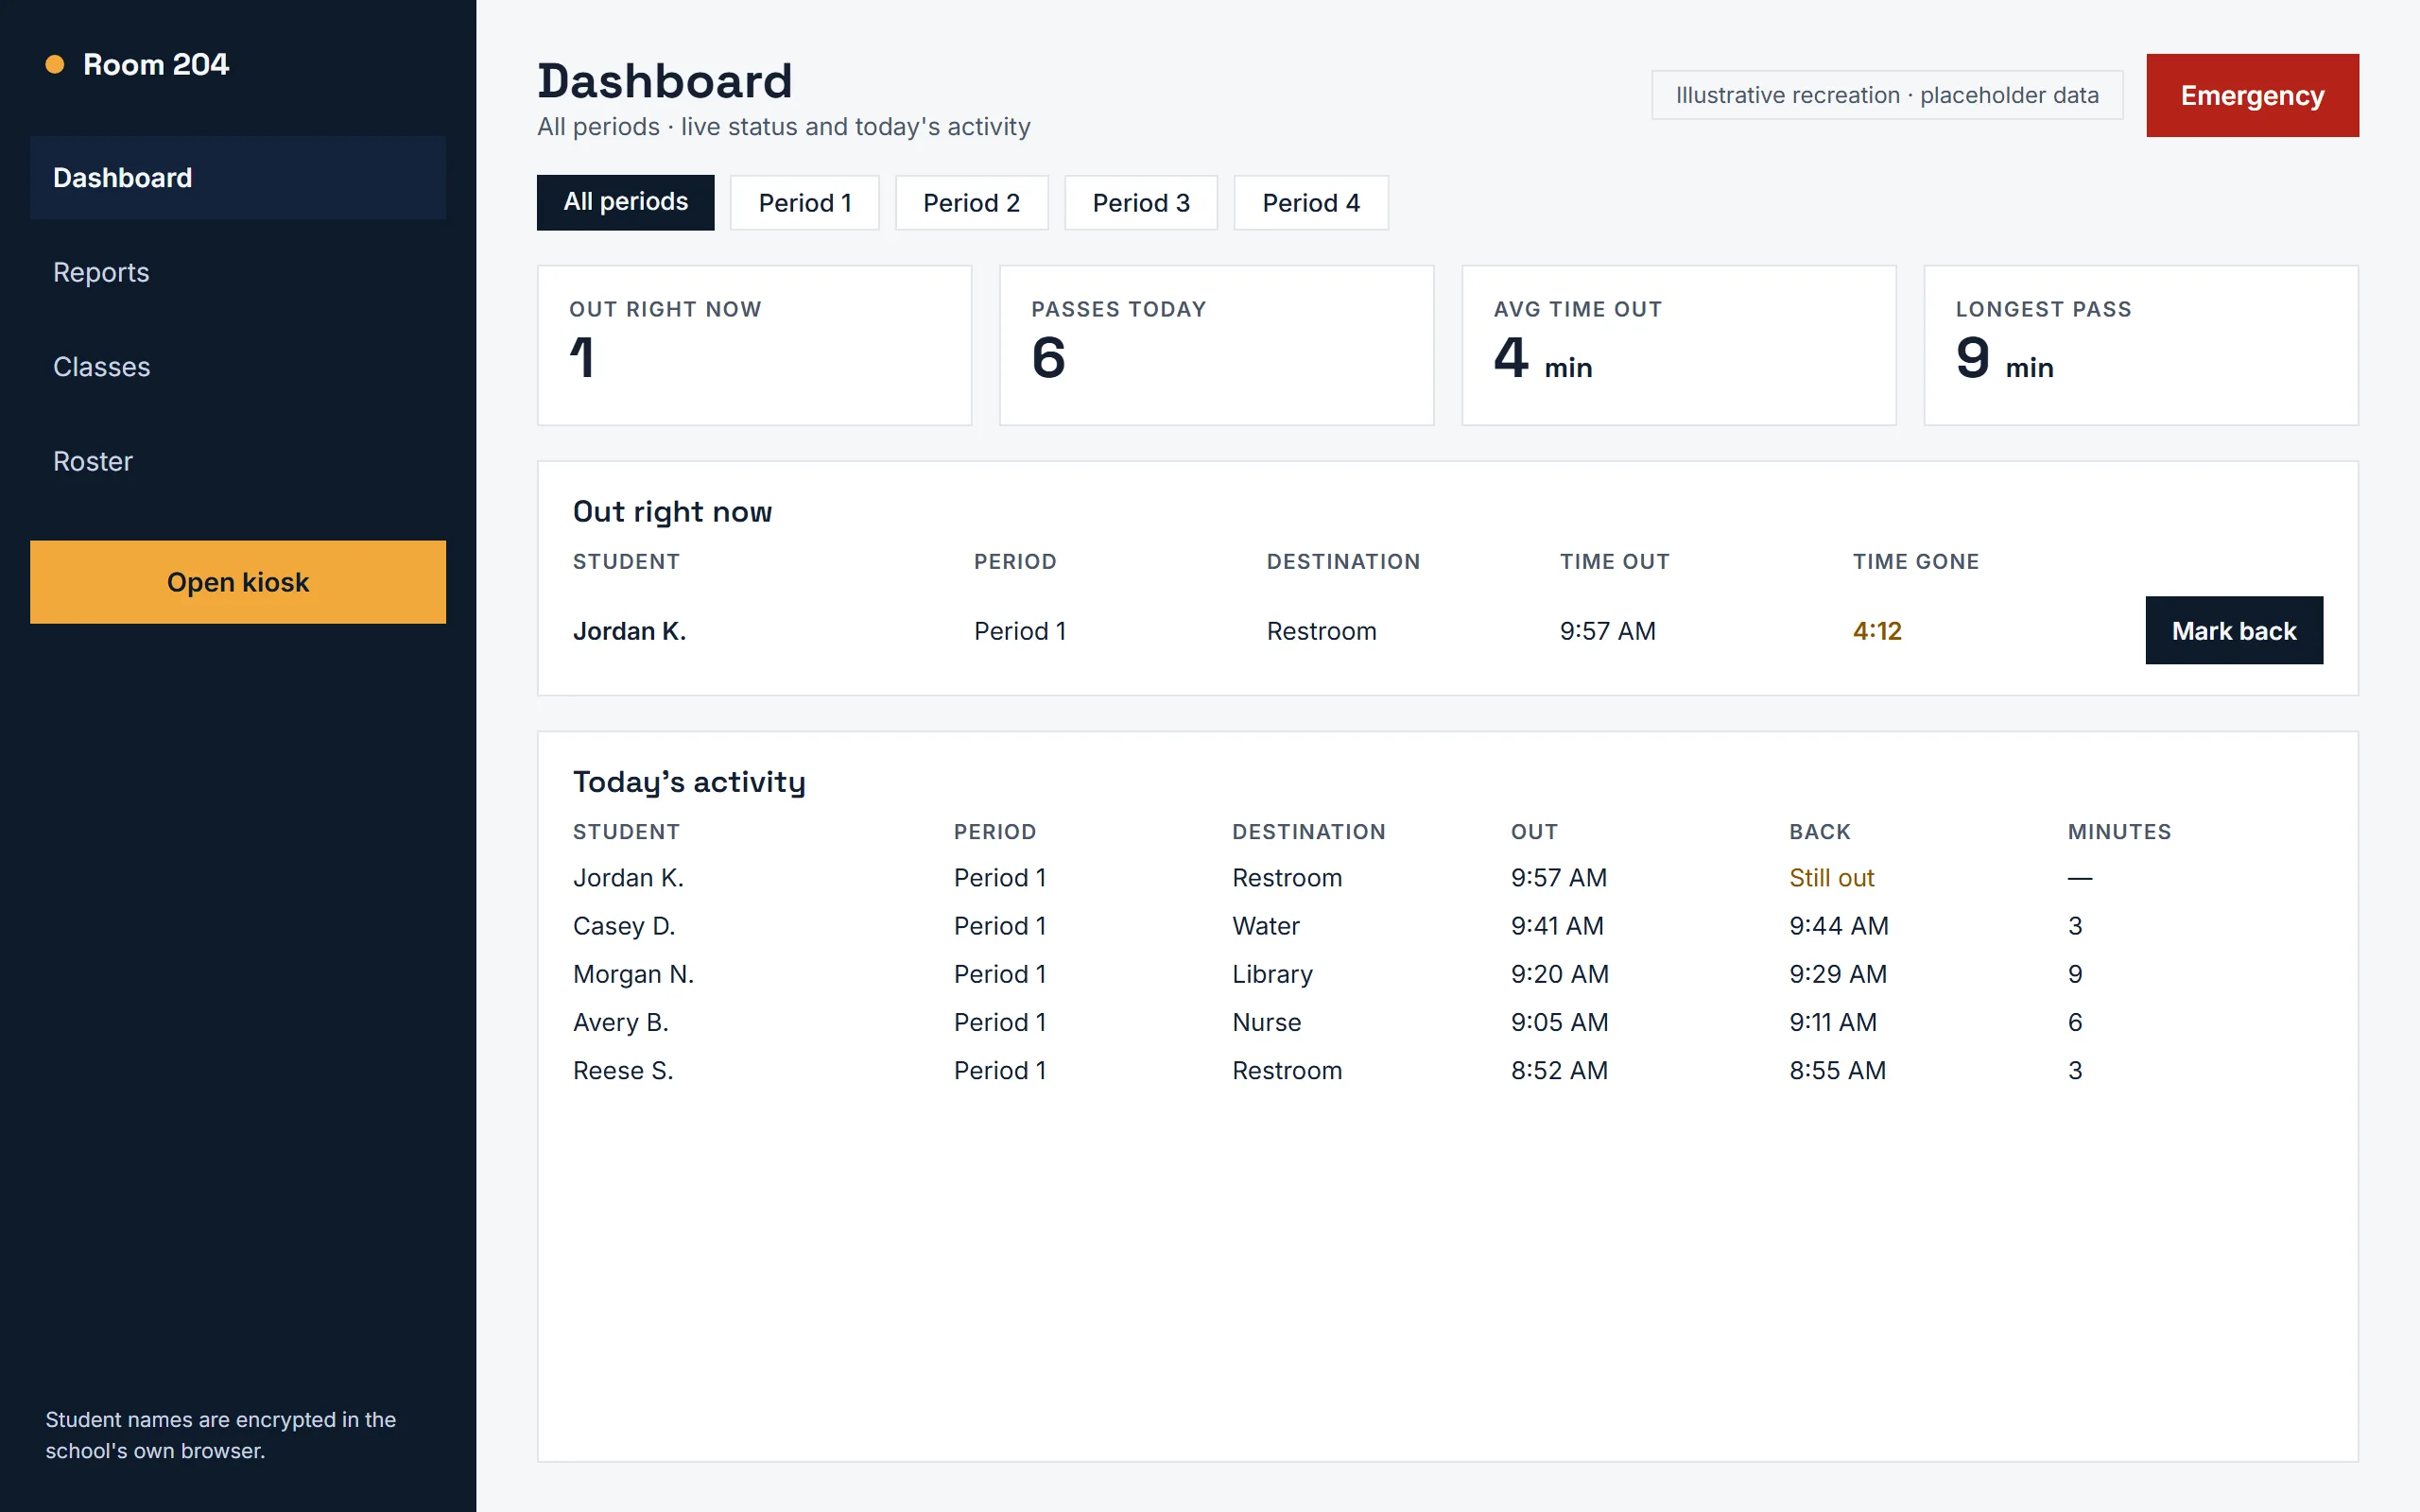 Room 204
Dashboard
Reports
Classes
Roster
Open kiosk
Student names are encrypted in the
school's own browser.
Dashboard
All periods · live status and today's activity
Illustrative recreation · placeholder data
Emergency
All periods Period 1 Period 2 Period 3 Period 4
OUT RIGHT NOW
1
PASSES TODAY
6
AVG TIME OUT
4 min
LONGEST PASS
9 min
Out right now
STUDENT PERIOD DESTINATION TIME OUT TIME GONE
Jordan K. Period 1 Restroom 9:57 AM 4:12 Mark back
Today’s activity
STUDENT PERIOD DESTINATION OUT BACK MINUTES
Jordan K. Period 1 Restroom 9:57 AM Still out —
Casey D. Period 1 Water 9:41 AM 9:44 AM 3
Morgan N. Period 1 Library 9:20 AM 9:29 AM 9
Avery B. Period 1 Nurse 9:05 AM 9:11 AM 6
Reese S. Period 1 Restroom 8:52 AM 8:55 AM 3